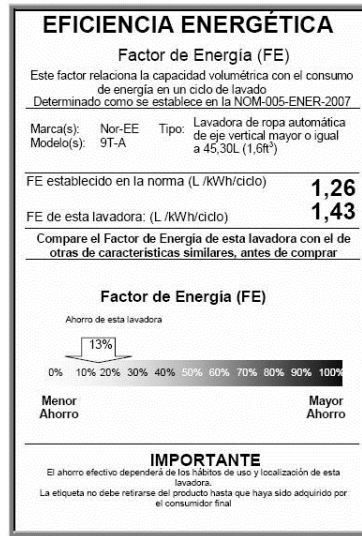 EFICIENCIA ENERGÉTICA
Factor de Energía (FE)
Este factor relaciona la capacidad volumétrica con el consumo
de energía en un ciclo de lavado
Determinado como se establece en la NOM-005-ENER-2007
Marca(s): Nor-EE Tipo: Lavadora de ropa automática
Modelo(s): 9T-A de eje vertical mayor o igual
a 45,30L (1,6ft³)
FE establecido en la norma (L /kWh/ciclo) 1,26
FE de esta lavadora: (L /kWh/ciclo) 1,43
Compare el Factor de Energía de esta lavadora con el de
otras de características similares, antes de comprar
Factor de Energía (FE)
Ahorro de esta lavadora
13%
0% 10% 20% 30% 40% 50% 60% 70% 80% 90% 100%
Menor Mayor
Ahorro Ahorro
IMPORTANTE
El ahorro efectivo dependerá de los hábitos de uso y localización de esta
lavadora.
La etiqueta no debe retirarse del producto hasta que haya sido adquirido por
el consumidor final